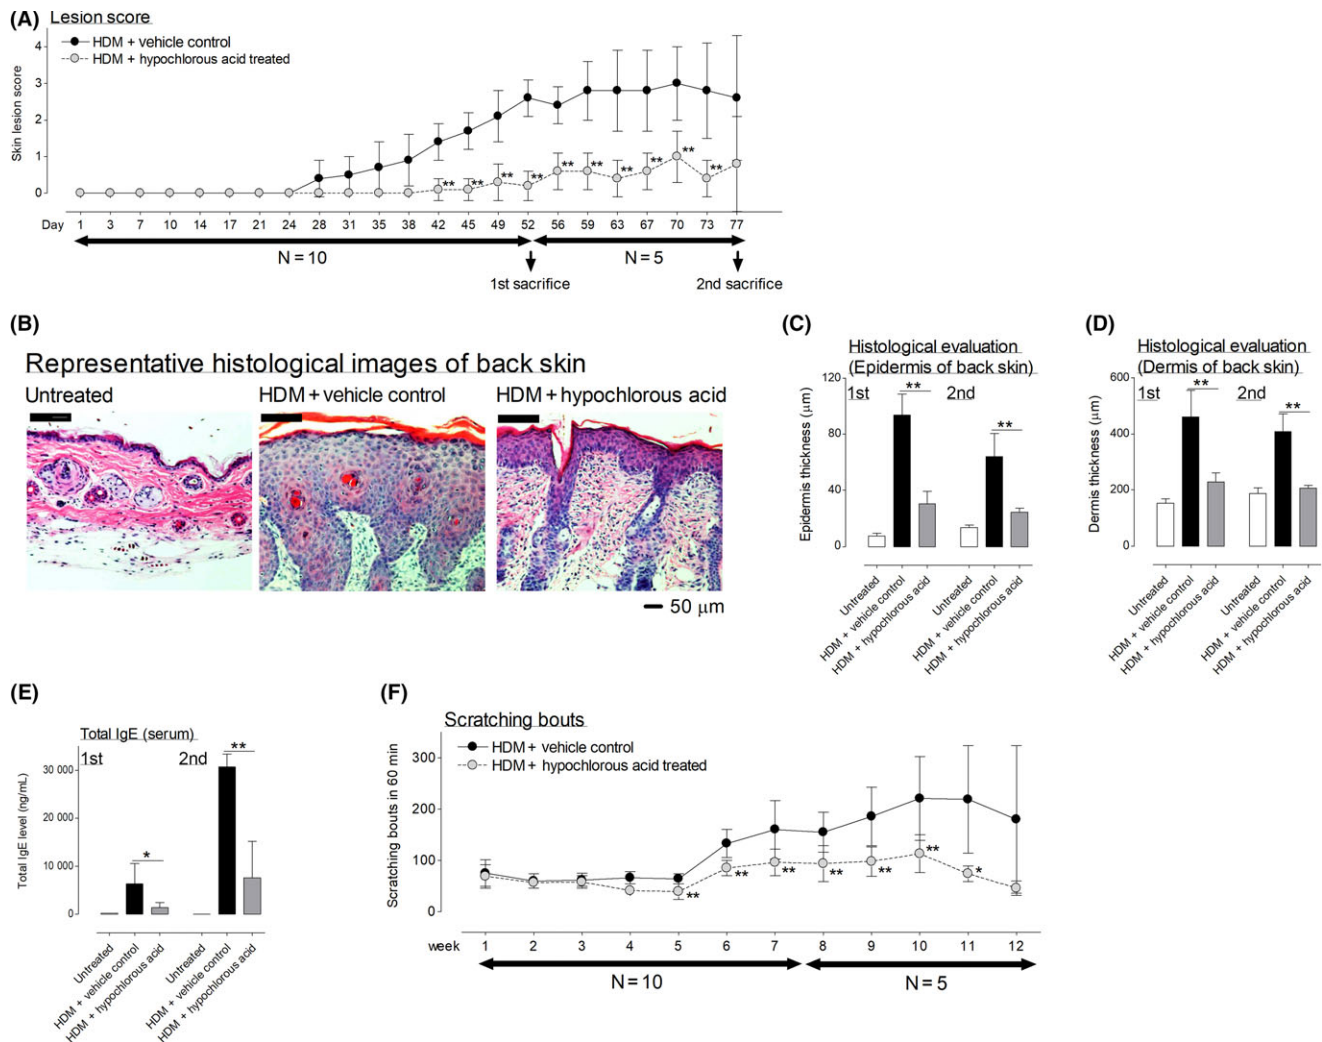 (A) Lesion score
HDM + vehicle control
HDM + hypochlorous acid treated
Skin lesion score
4
3
2
1
0
** ** ** ** ** ** ** ** ** **
Day 1 3 7 10 14 17 21 24 28 31 35 38 42 45 49 52 56 59 63 67 70 73 77
N = 10 N = 5
1st sacrifice 2nd sacrifice
(B)
Representative histological images of back skin
Untreated HDM + vehicle control HDM + hypochlorous acid
50 μm
(C)
Histological evaluation
(Epidermis of back skin)
1st 2nd
** **
Epidermis thickness (μm)
120
80
40
0
Untreated
HDM + vehicle control
HDM + hypochlorous acid
Untreated
HDM + vehicle control
HDM + hypochlorous acid
(D)
Histological evaluation
(Dermis of back skin)
1st 2nd
** **
Dermis thickness (μm)
600
400
200
0
Untreated
HDM + vehicle control
HDM + hypochlorous acid
Untreated
HDM + vehicle control
HDM + hypochlorous acid
(E)
Total IgE (serum)
1st 2nd
* **
Total IgE level (ng/mL)
30 000
20 000
10 000
0
Untreated
HDM + vehicle control
HDM + hypochlorous acid
Untreated
HDM + vehicle control
HDM + hypochlorous acid
(F)
Scratching bouts
HDM + vehicle control
HDM + hypochlorous acid treated
Scratching bouts in 60 min
300
200
100
0
** ** ** ** ** ** *
week 1 2 3 4 5 6 7 8 9 10 11 12
N = 10 N = 5